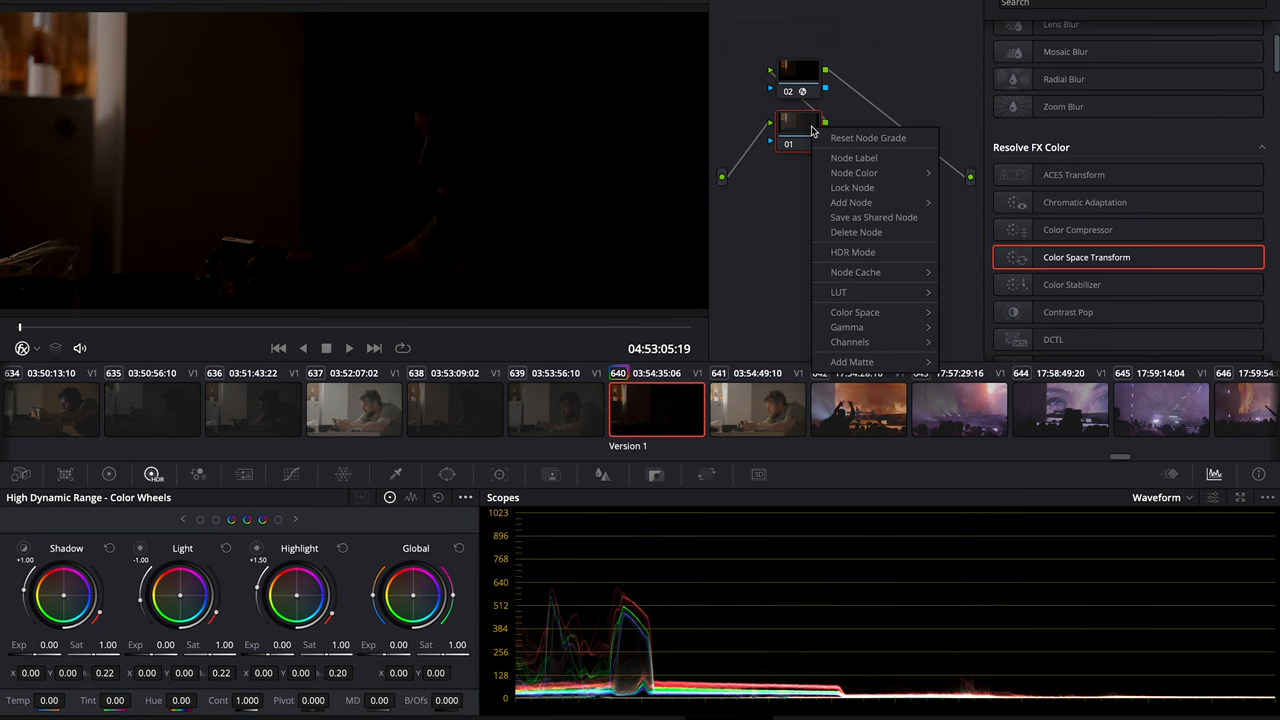 Search
Lens Blur
Mosaic Blur
Radial Blur
Zoom Blur
Resolve FX Color
ACES Transform
Chromatic Adaptation
Color Compressor
Color Space Transform
Color Stabilizer
Contrast Pop
DCTL
02
01
Reset Node Grade
Node Label
Node Color
Lock Node
Add Node
Save as Shared Node
Delete Node
HDR Mode
Node Cache
LUT
Color Space
Gamma
Channels
Add Matte
04:53:05:19
634 03:50:13:10 V1
635 03:51:01:01 V1
636 03:51:43:22 V1
637 03:52:07:02 V1
638 03:53:09:02 V1
639 03:53:56:10 V1
640 03:54:35:06 V1
641 03:54:49:10 V1
17:57:29:16 V1
644 17:58:49:20 V1
645 17:59:14:04 V1
646
Version 1
HDR
High Dynamic Range - Color Wheels
Scopes
Waveform
Shadow
Light
Highlight
Global
+1.00
-1.00
+1.50
Exp 0.00 Sat 1.00
Exp 0.00 Sat 1.00
Exp 0.00 Sat 1.00
Exp 0.00 Sat 1.00
X 0.00 Y 0.00 0.22
X 0.00 Y 0.00 0.22
X 0.00 Y 0.00 0.20
X 0.00 Y 0.00
Temp 0.00 Tint 0.00 Hue 0.00 Cont 1.000 Pivot 0.000 MD 0.00 B/Ofs 0.000
1023
896
768
640
512
384
256
128
0